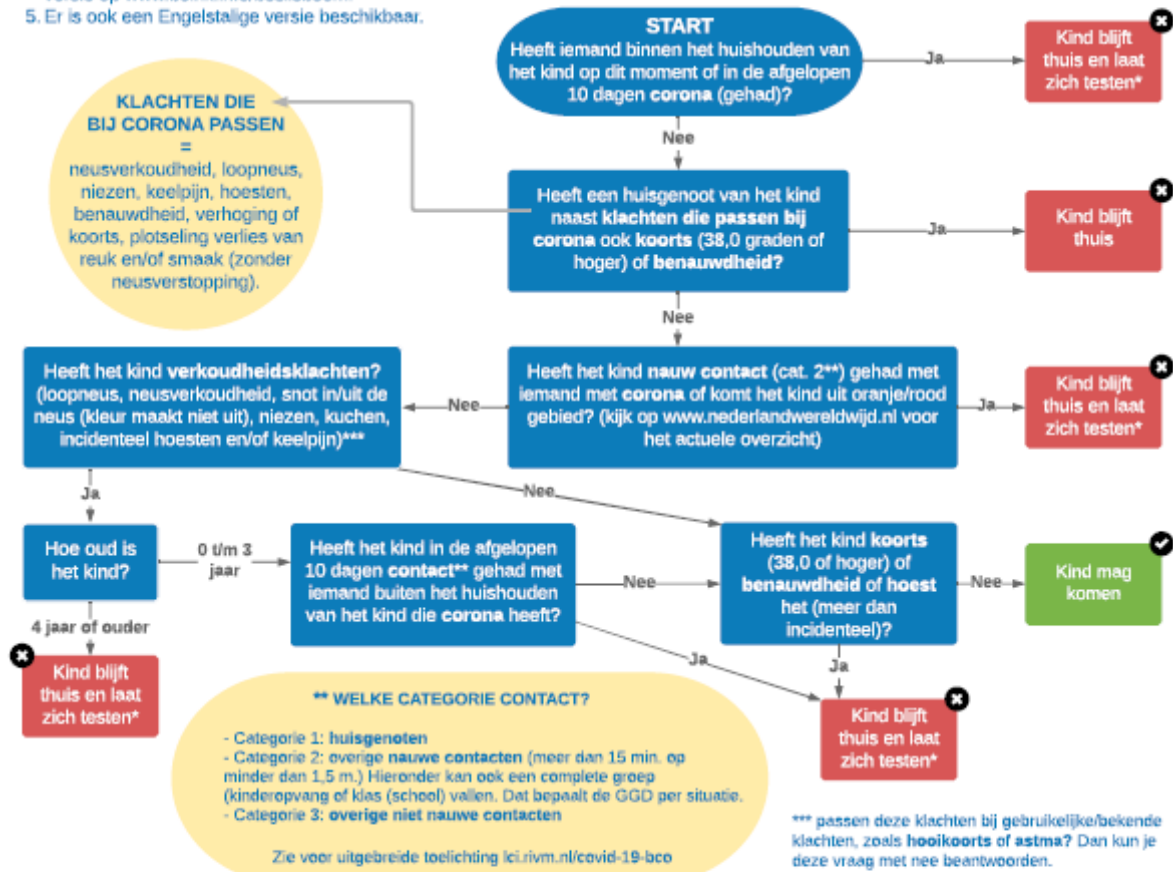 5. Er is ook een Engelstalige versie beschikbaar.
START
Heeft iemand binnen het huishouden van
het kind op dit moment of in de afgelopen
10 dagen corona (gehad)?
Ja
Kind blijft
thuis en laat
zich testen*
Nee
KLACHTEN DIE
BIJ CORONA PASSEN
=
neusverkoudheid, loopneus,
niezen, keelpijn, hoesten,
benauwdheid, verhoging of
koorts, plotseling verlies van
reuk en/of smaak (zonder
neusverstopping).
Heeft een huisgenoot van het kind
naast klachten die passen bij
corona ook koorts (38,0 graden of
hoger) of benauwdheid?
Ja
Kind blijft
thuis
Nee
Heeft het kind nauw contact (cat. 2**) gehad met
iemand met corona of komt het kind uit oranje/rood
gebied? (kijk op www.nederlandwereldwijd.nl voor
het actuele overzicht)
Ja
Kind blijft
thuis en laat
zich testen*
Nee
Heeft het kind verkoudheidsklachten?
(loopneus, neusverkoudheid, snot in/uit de
neus (kleur maakt niet uit), niezen, kuchen,
incidenteel hoesten en/of keelpijn)***
Ja
Nee
Hoe oud is
het kind?
0 t/m 3
jaar
Heeft het kind in de afgelopen
10 dagen contact** gehad met
iemand buiten het huishouden
van het kind die corona heeft?
Nee
Heeft het kind koorts
(38,0 of hoger) of
benauwdheid of hoest
het (meer dan
incidenteel)?
Nee
Kind mag
komen
4 jaar of ouder
Kind blijft
thuis en laat
zich testen*
Ja
Ja
Kind blijft
thuis en laat
zich testen*
** WELKE CATEGORIE CONTACT?
- Categorie 1: huisgenoten
- Categorie 2: overige nauwe contacten (meer dan 15 min. op
minder dan 1,5 m.) Hieronder kan ook een complete groep
(kinderopvang of klas (school) vallen. Dat bepaalt de GGD per situatie.
- Categorie 3: overige niet nauwe contacten
Zie voor uitgebreide toelichting lci.rivm.nl/covid-19-bco
*** passen deze klachten bij gebruikelijke/bekende
klachten, zoals hooikoorts of astma? Dan kun je
deze vraag met nee beantwoorden.